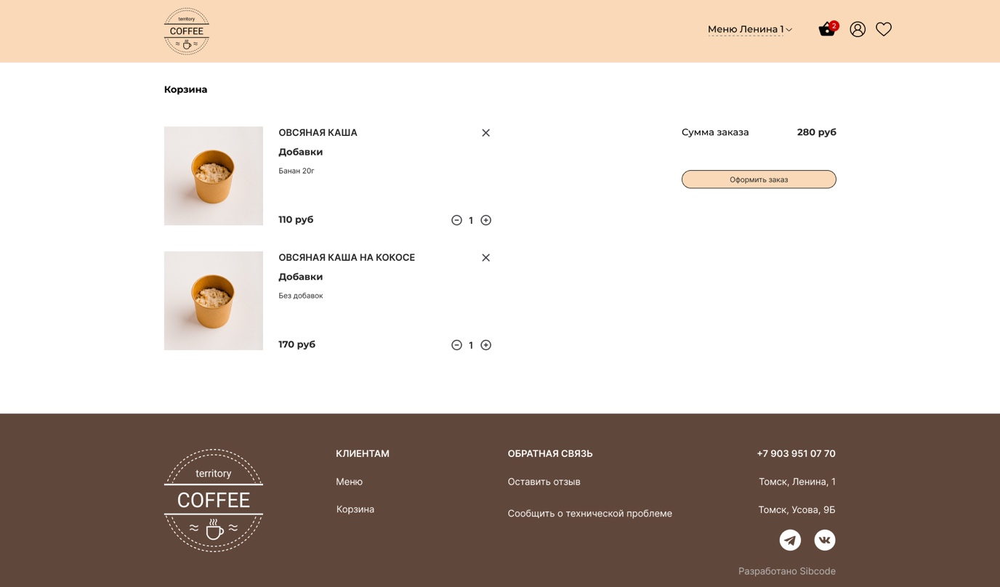 territory
COFFEE
Меню Ленина 1
2
Корзина
ОВСЯНАЯ КАША
Добавки
Банан 20г
110 руб
1
Сумма заказа 280 руб
Оформить заказ
ОВСЯНАЯ КАША НА КОКОСЕ
Добавки
Без добавок
170 руб
1
territory
COFFEE
КЛИЕНТАМ
Меню
Корзина
ОБРАТНАЯ СВЯЗЬ
Оставить отзыв
Сообщить о технической проблеме
+7 903 951 07 70
Томск, Ленина, 1
Томск, Усова, 9Б
Разработано Sibcode